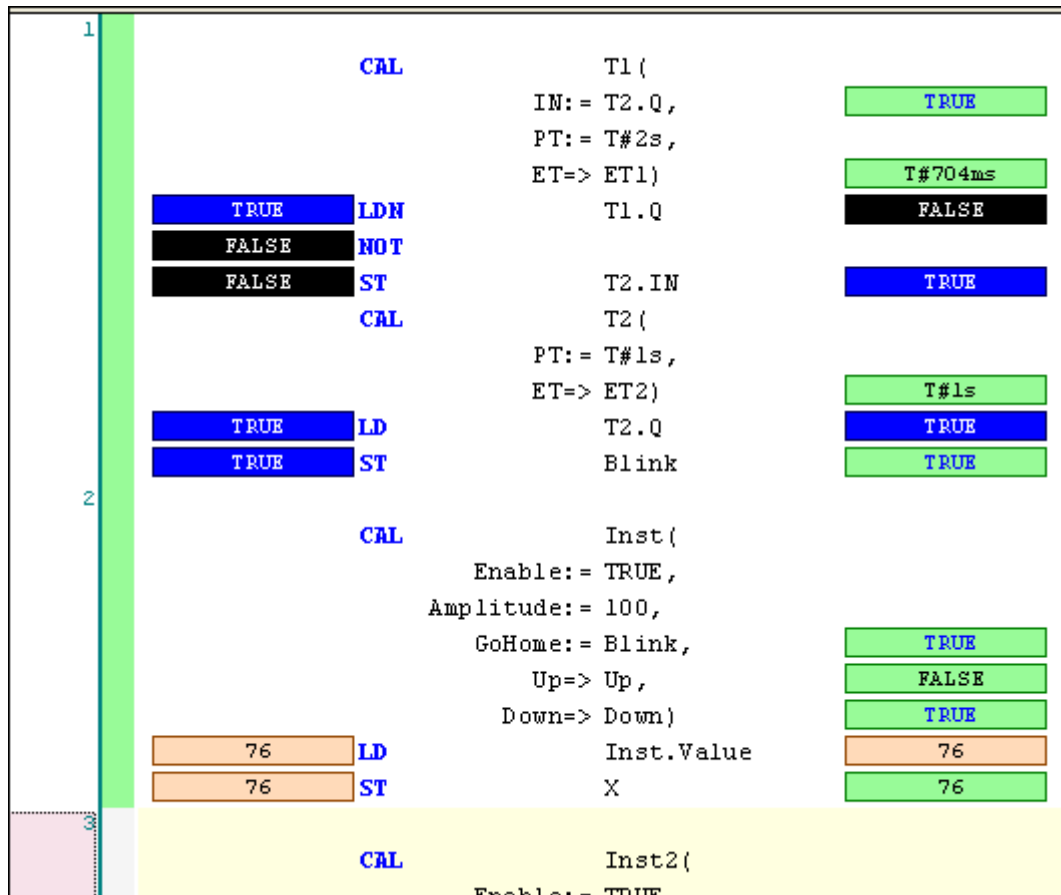 1
CAL T1(
IN:= T2.Q, TRUE
PT:= T#2s,
ET=> ET1) T#704ms
TRUE LDN T1.Q FALSE
FALSE NOT
FALSE ST T2.IN TRUE
CAL T2(
PT:= T#1s,
ET=> ET2) T#1s
TRUE LD T2.Q TRUE
TRUE ST Blink TRUE
2
CAL Inst(
Enable:= TRUE,
Amplitude:= 100,
GoHome:= Blink, TRUE
Up=> Up, FALSE
Down=> Down) TRUE
76 LD Inst.Value 76
76 ST X 76
3
CAL Inst2(
Enable:= TRUE